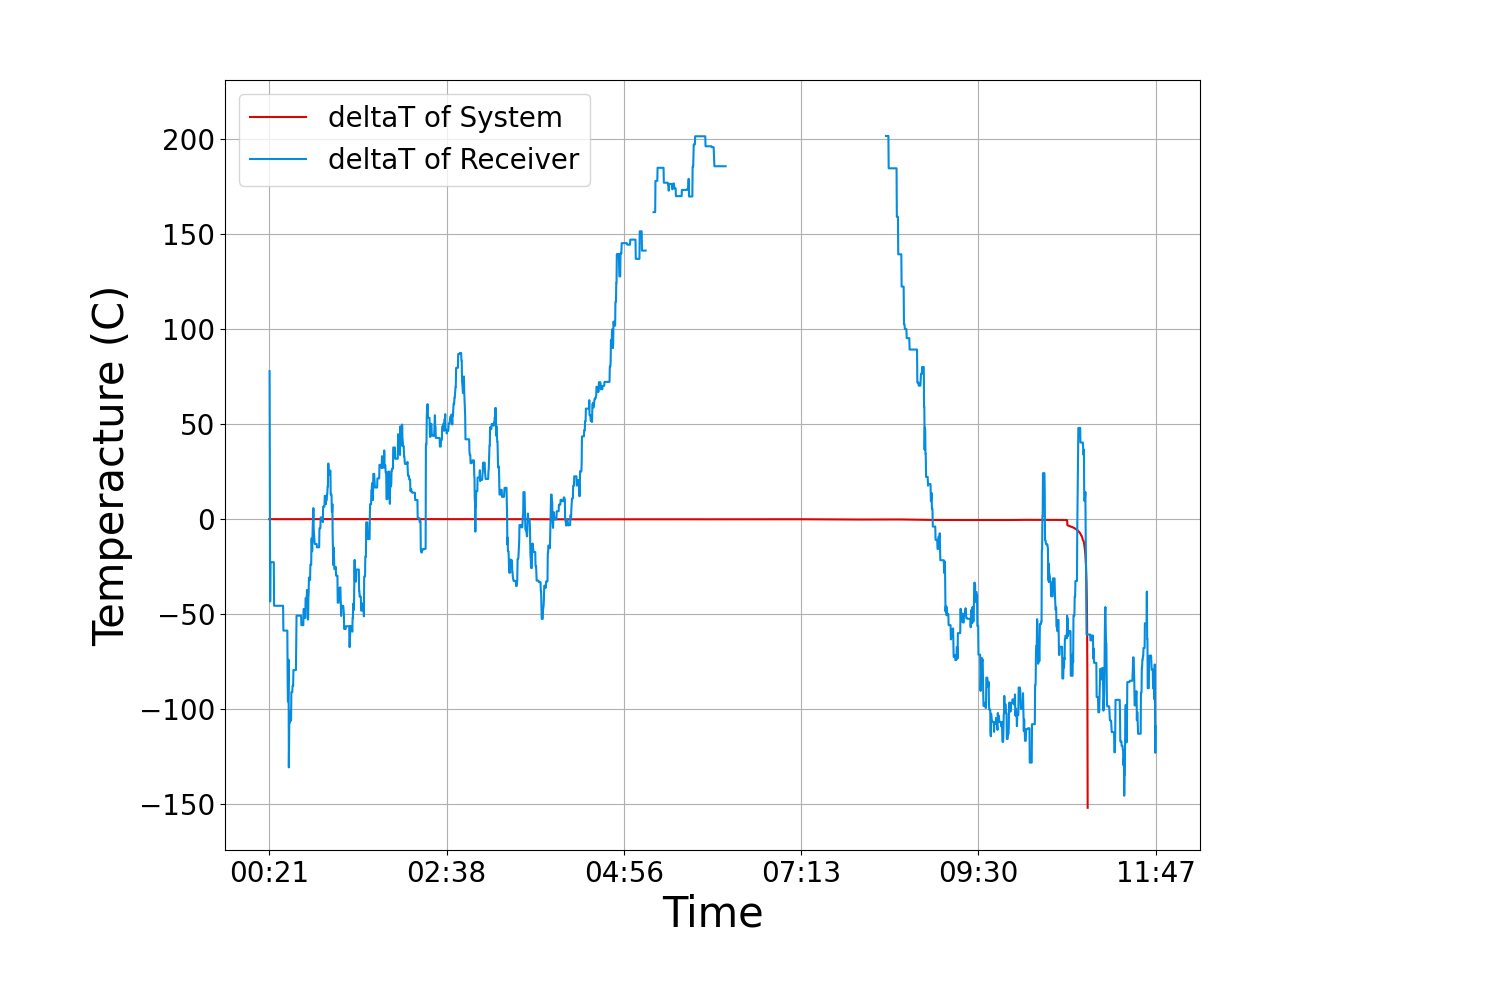 deltaT of System
deltaT of Receiver
200
150
100
50
0
−50
−100
−150
Temperacture (C)
00:21 02:38 04:56 07:13 09:30 11:47
Time